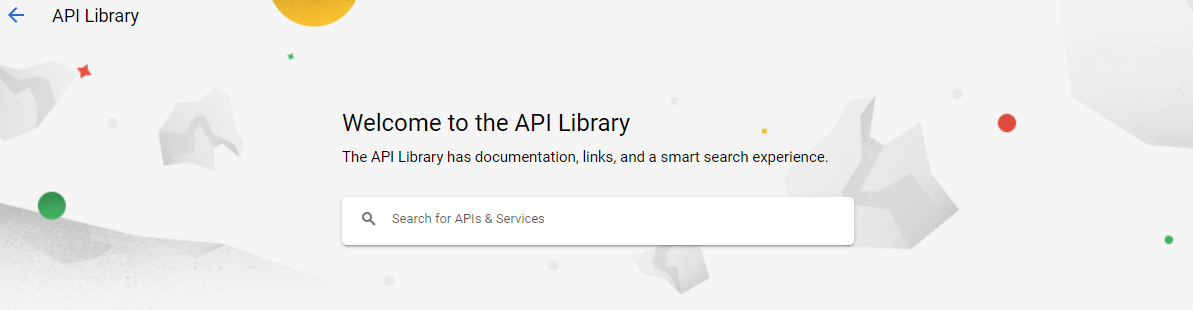 API Library
Welcome to the API Library
The API Library has documentation, links, and a smart search experience.
Search for APIs & Services